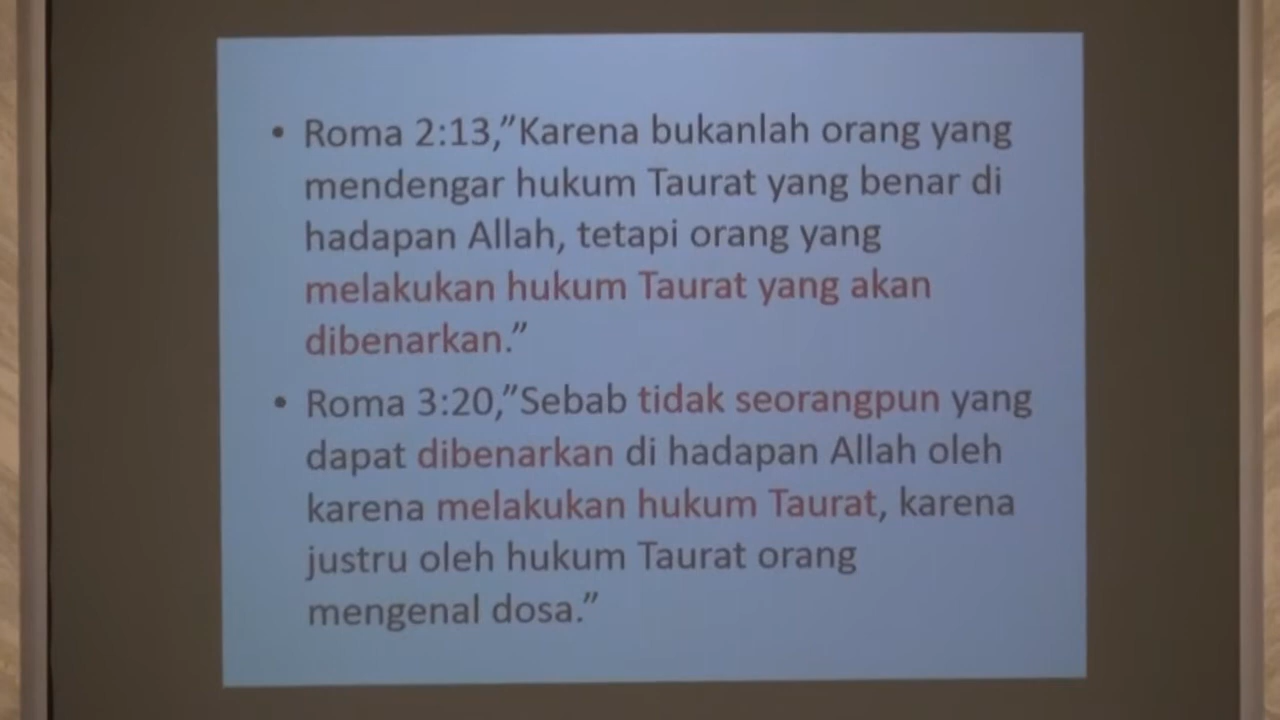 • Roma 2:13,”Karena bukanlah orang yang
mendengar hukum Taurat yang benar di
hadapan Allah, tetapi orang yang
melakukan hukum Taurat yang akan
dibenarkan.”
• Roma 3:20,”Sebab tidak seorangpun yang
dapat dibenarkan di hadapan Allah oleh
karena melakukan hukum Taurat, karena
justru oleh hukum Taurat orang
mengenal dosa.”